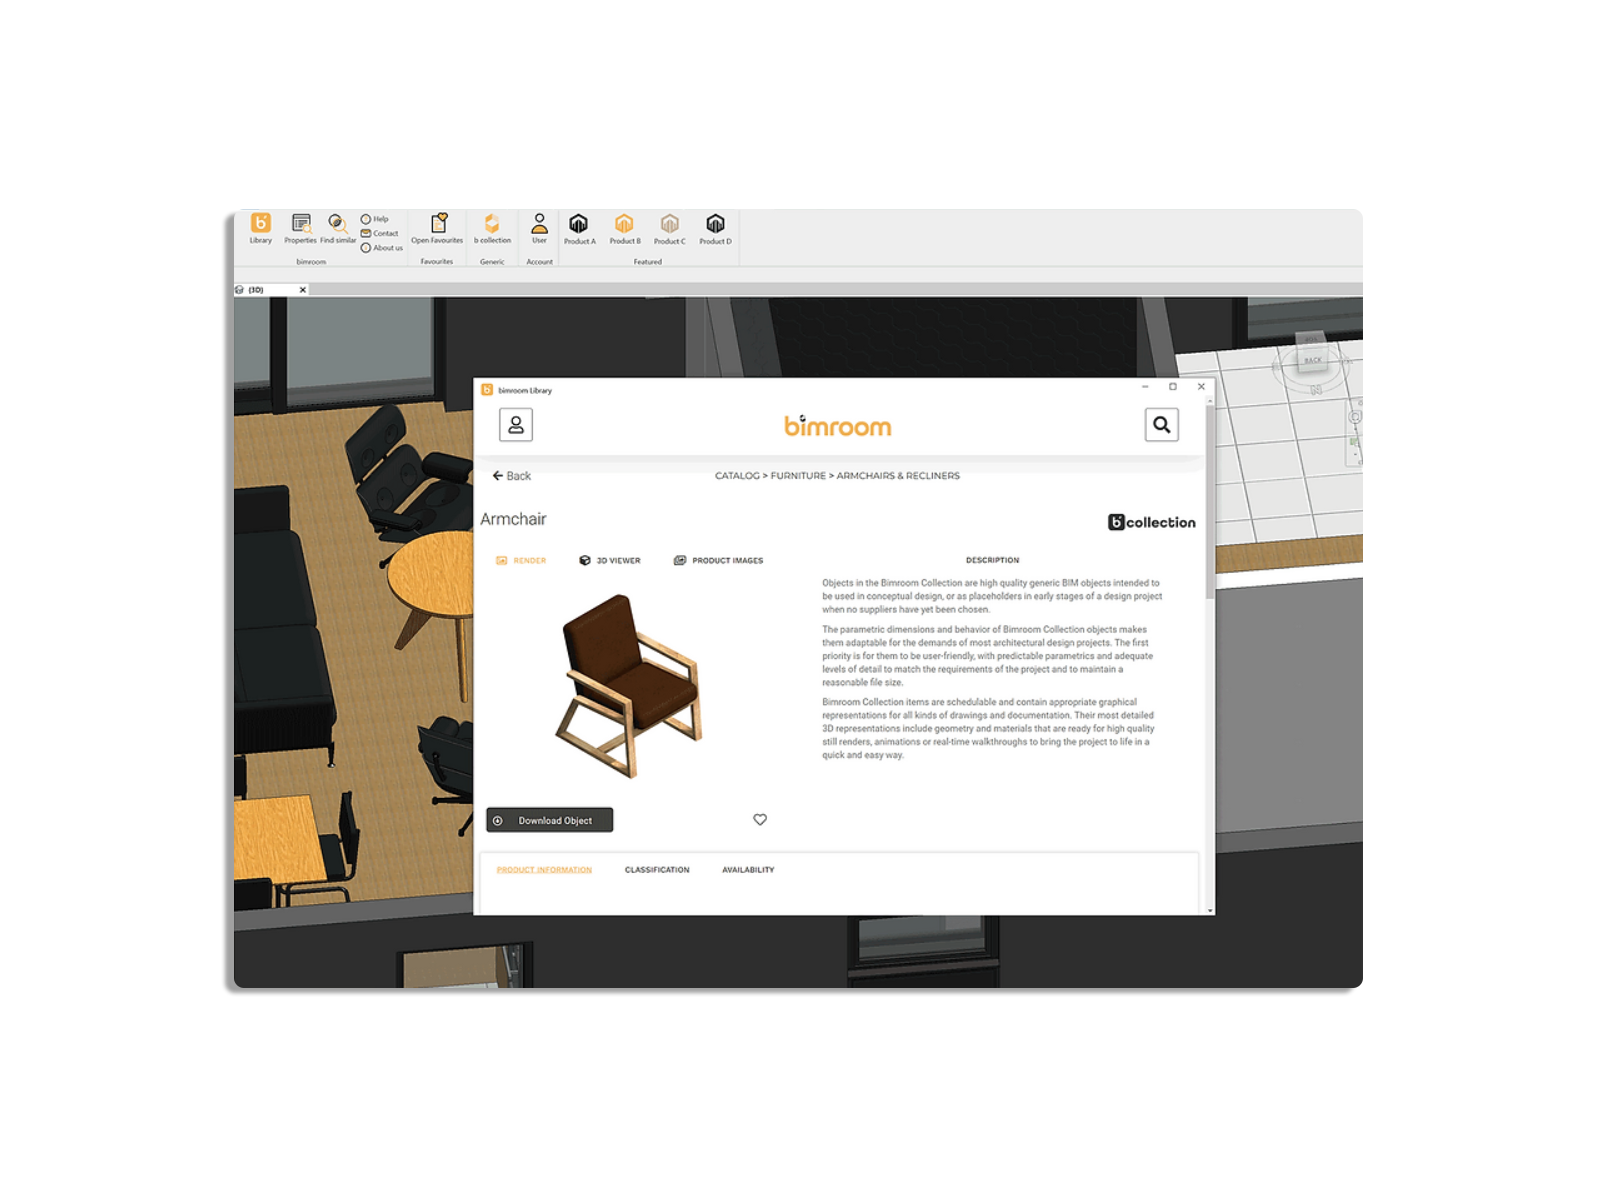 Library
Properties
Find similar
Help
Contact
About us
bimroom
Open Favourites
Favourites
b collection
Generic
User
Account
Product A
Product B
Product C
Product D
Featured
{3D}
BACK
bimroom Library
bimroom
Back
CATALOG > FURNITURE > ARMCHAIRS & RECLINERS
Armchair
b collection
RENDER
3D VIEWER
PRODUCT IMAGES
DESCRIPTION
Objects in the Bimroom Collection are high quality generic BIM objects intended to
be used in conceptual design, or as placeholders in early stages of a design project
when no suppliers have yet been chosen.
The parametric dimensions and behavior of Bimroom Collection objects makes
them adaptable for the demands of most architectural design projects. The first
priority is for them to be user-friendly, with predictable parametrics and adequate
levels of detail to match the requirements of the project and to maintain a
reasonable file size.
Bimroom Collection items are schedulable and contain appropriate graphical
representations for all kinds of drawings and documentation. Their most detailed
3D representations include geometry and materials that are ready for high quality
still renders, animations or real-time walkthroughs to bring the project to life in a
quick and easy way.
Download Object
PRODUCT INFORMATION
CLASSIFICATION
AVAILABILITY